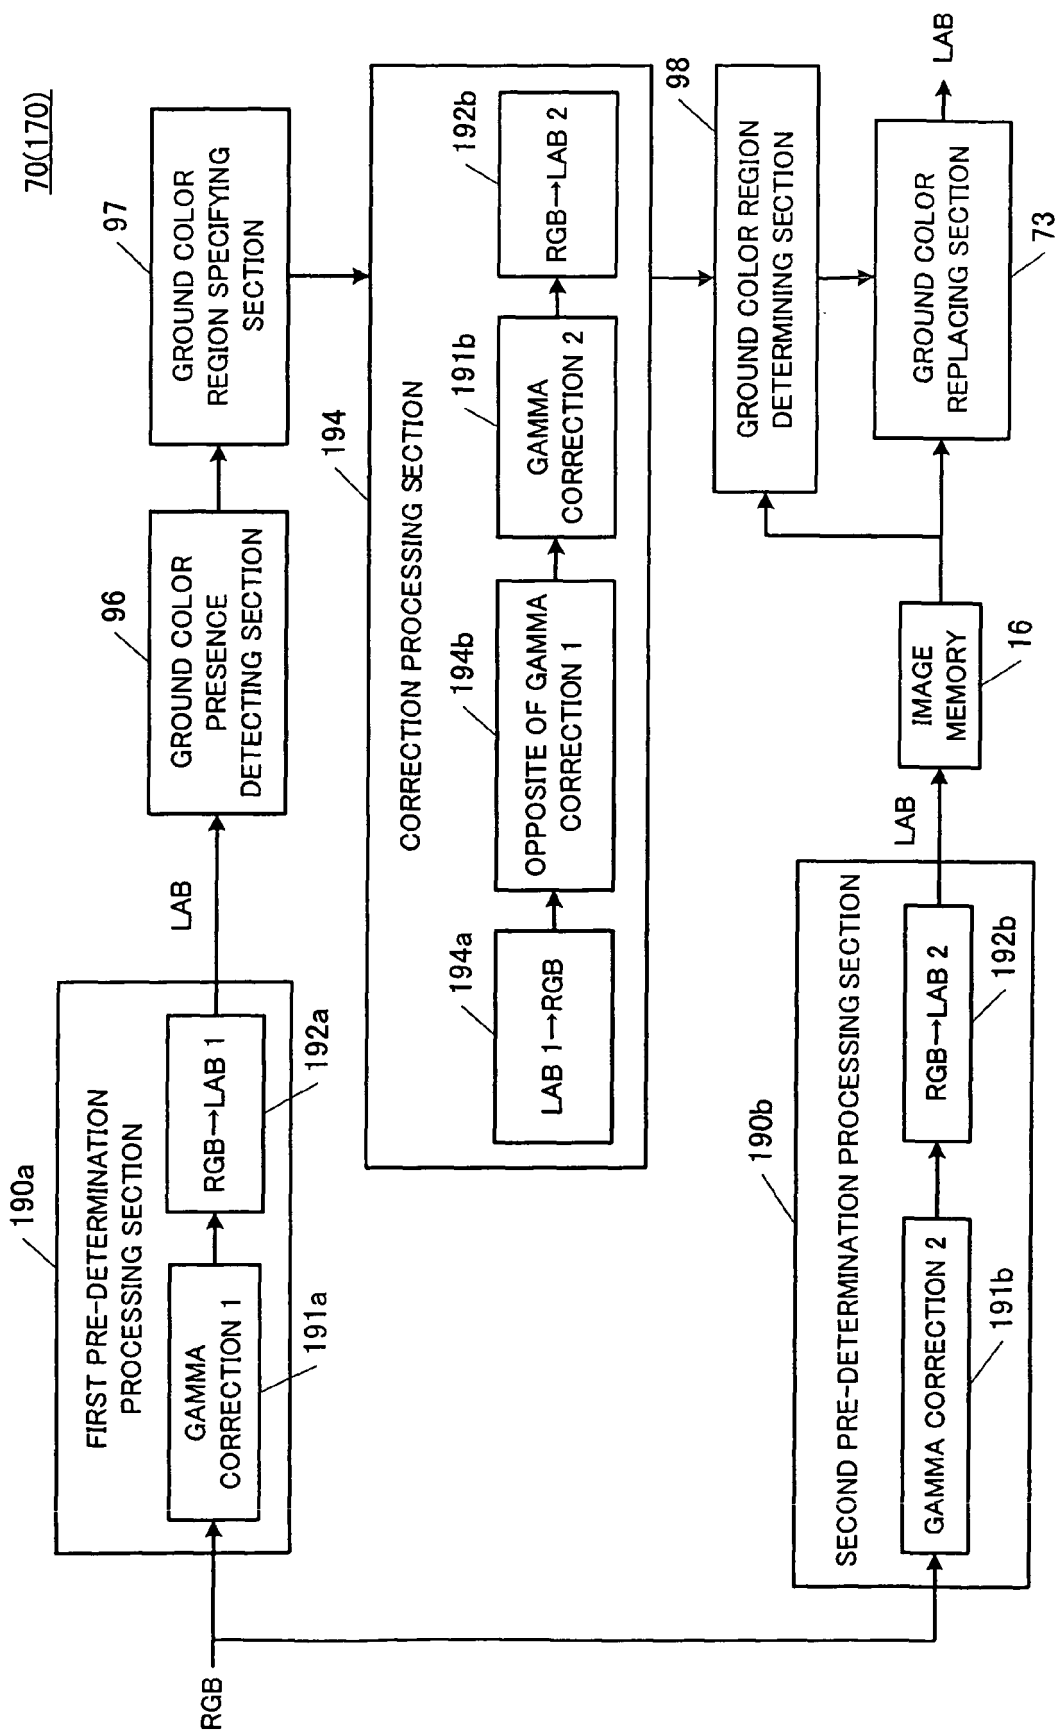 70(170)
RGB
190a
FIRST PRE-DETERMINATION
PROCESSING SECTION
GAMMA
CORRECTION 1
191a
RGB→LAB 1
192a
LAB
96
GROUND COLOR
PRESENCE
DETECTING SECTION
97
GROUND COLOR
REGION SPECIFYING
SECTION
194
CORRECTION PROCESSING SECTION
194a
LAB 1→RGB
194b
OPPOSITE OF GAMMA
CORRECTION 1
191b
GAMMA
CORRECTION 2
192b
RGB→LAB 2
98
GROUND COLOR REGION
DETERMINING SECTION
190b
SECOND PRE-DETERMINATION PROCESSING SECTION
GAMMA CORRECTION 2
191b
RGB→LAB 2
192b
LAB
IMAGE
MEMORY
16
GROUND COLOR
REPLACING SECTION
73
LAB